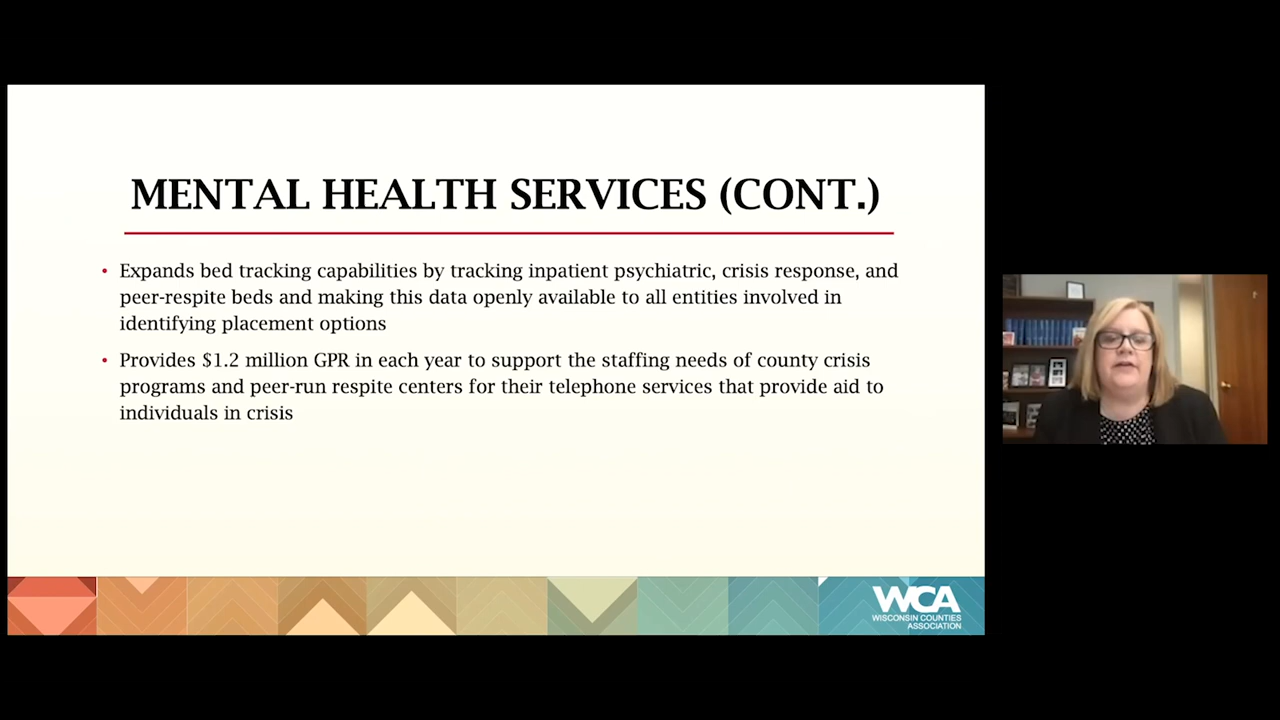 MENTAL HEALTH SERVICES (CONT.)
• Expands bed tracking capabilities by tracking inpatient psychiatric, crisis response, and
peer-respite beds and making this data openly available to all entities involved in
identifying placement options
• Provides $1.2 million GPR in each year to support the staffing needs of county crisis
programs and peer-run respite centers for their telephone services that provide aid to
individuals in crisis
WCA
WISCONSIN COUNTIES
ASSOCIATION